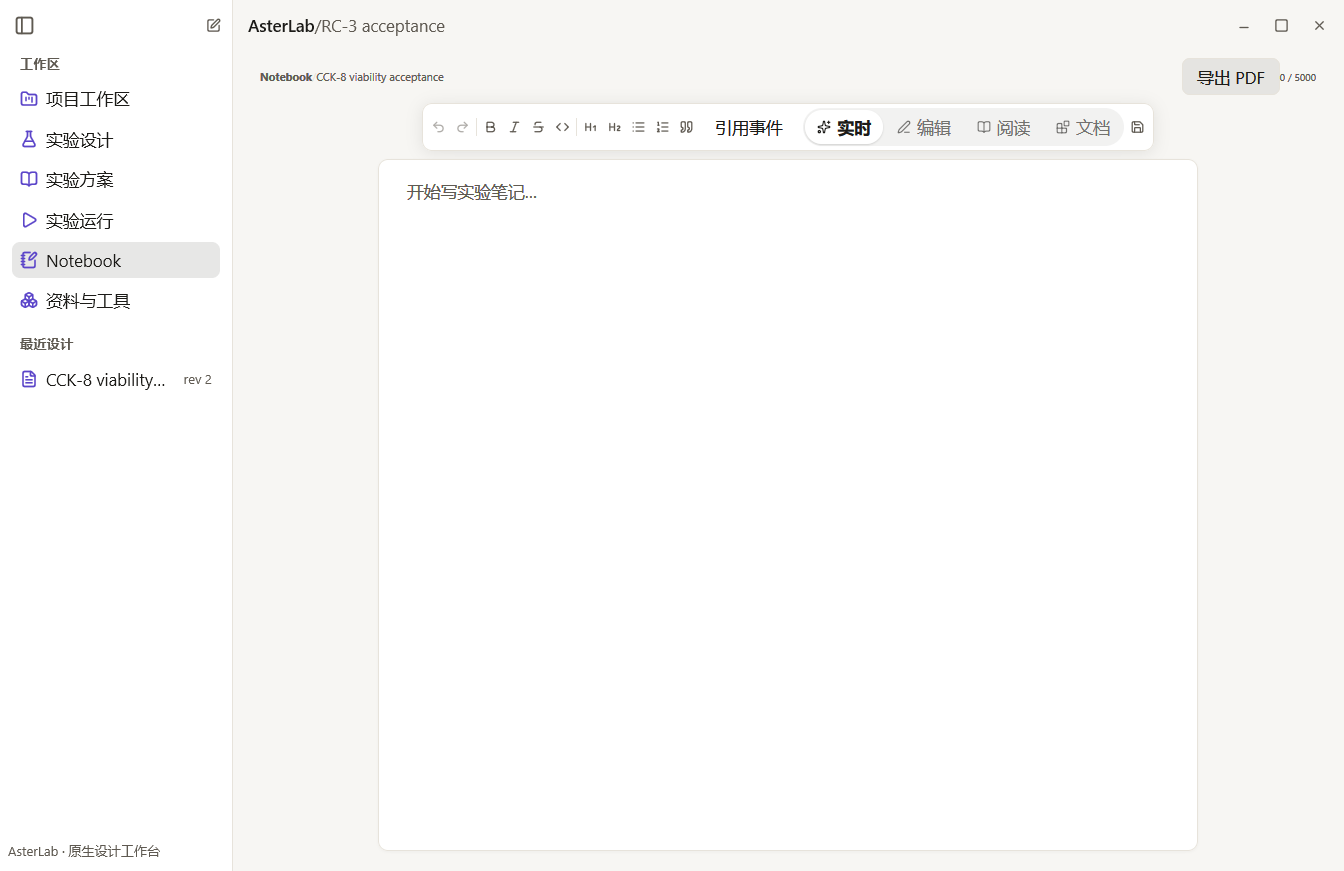 AsterLab/RC-3 acceptance
工作区
项目工作区
实验设计
实验方案
实验运行
Notebook
资料与工具
最近设计
CCK-8 viability... rev 2
AsterLab · 原生设计工作台
Notebook CCK-8 viability acceptance
导出 PDF 0 / 5000
B I S H1 H2 引用事件 实时 编辑 阅读 文档
开始写实验笔记...